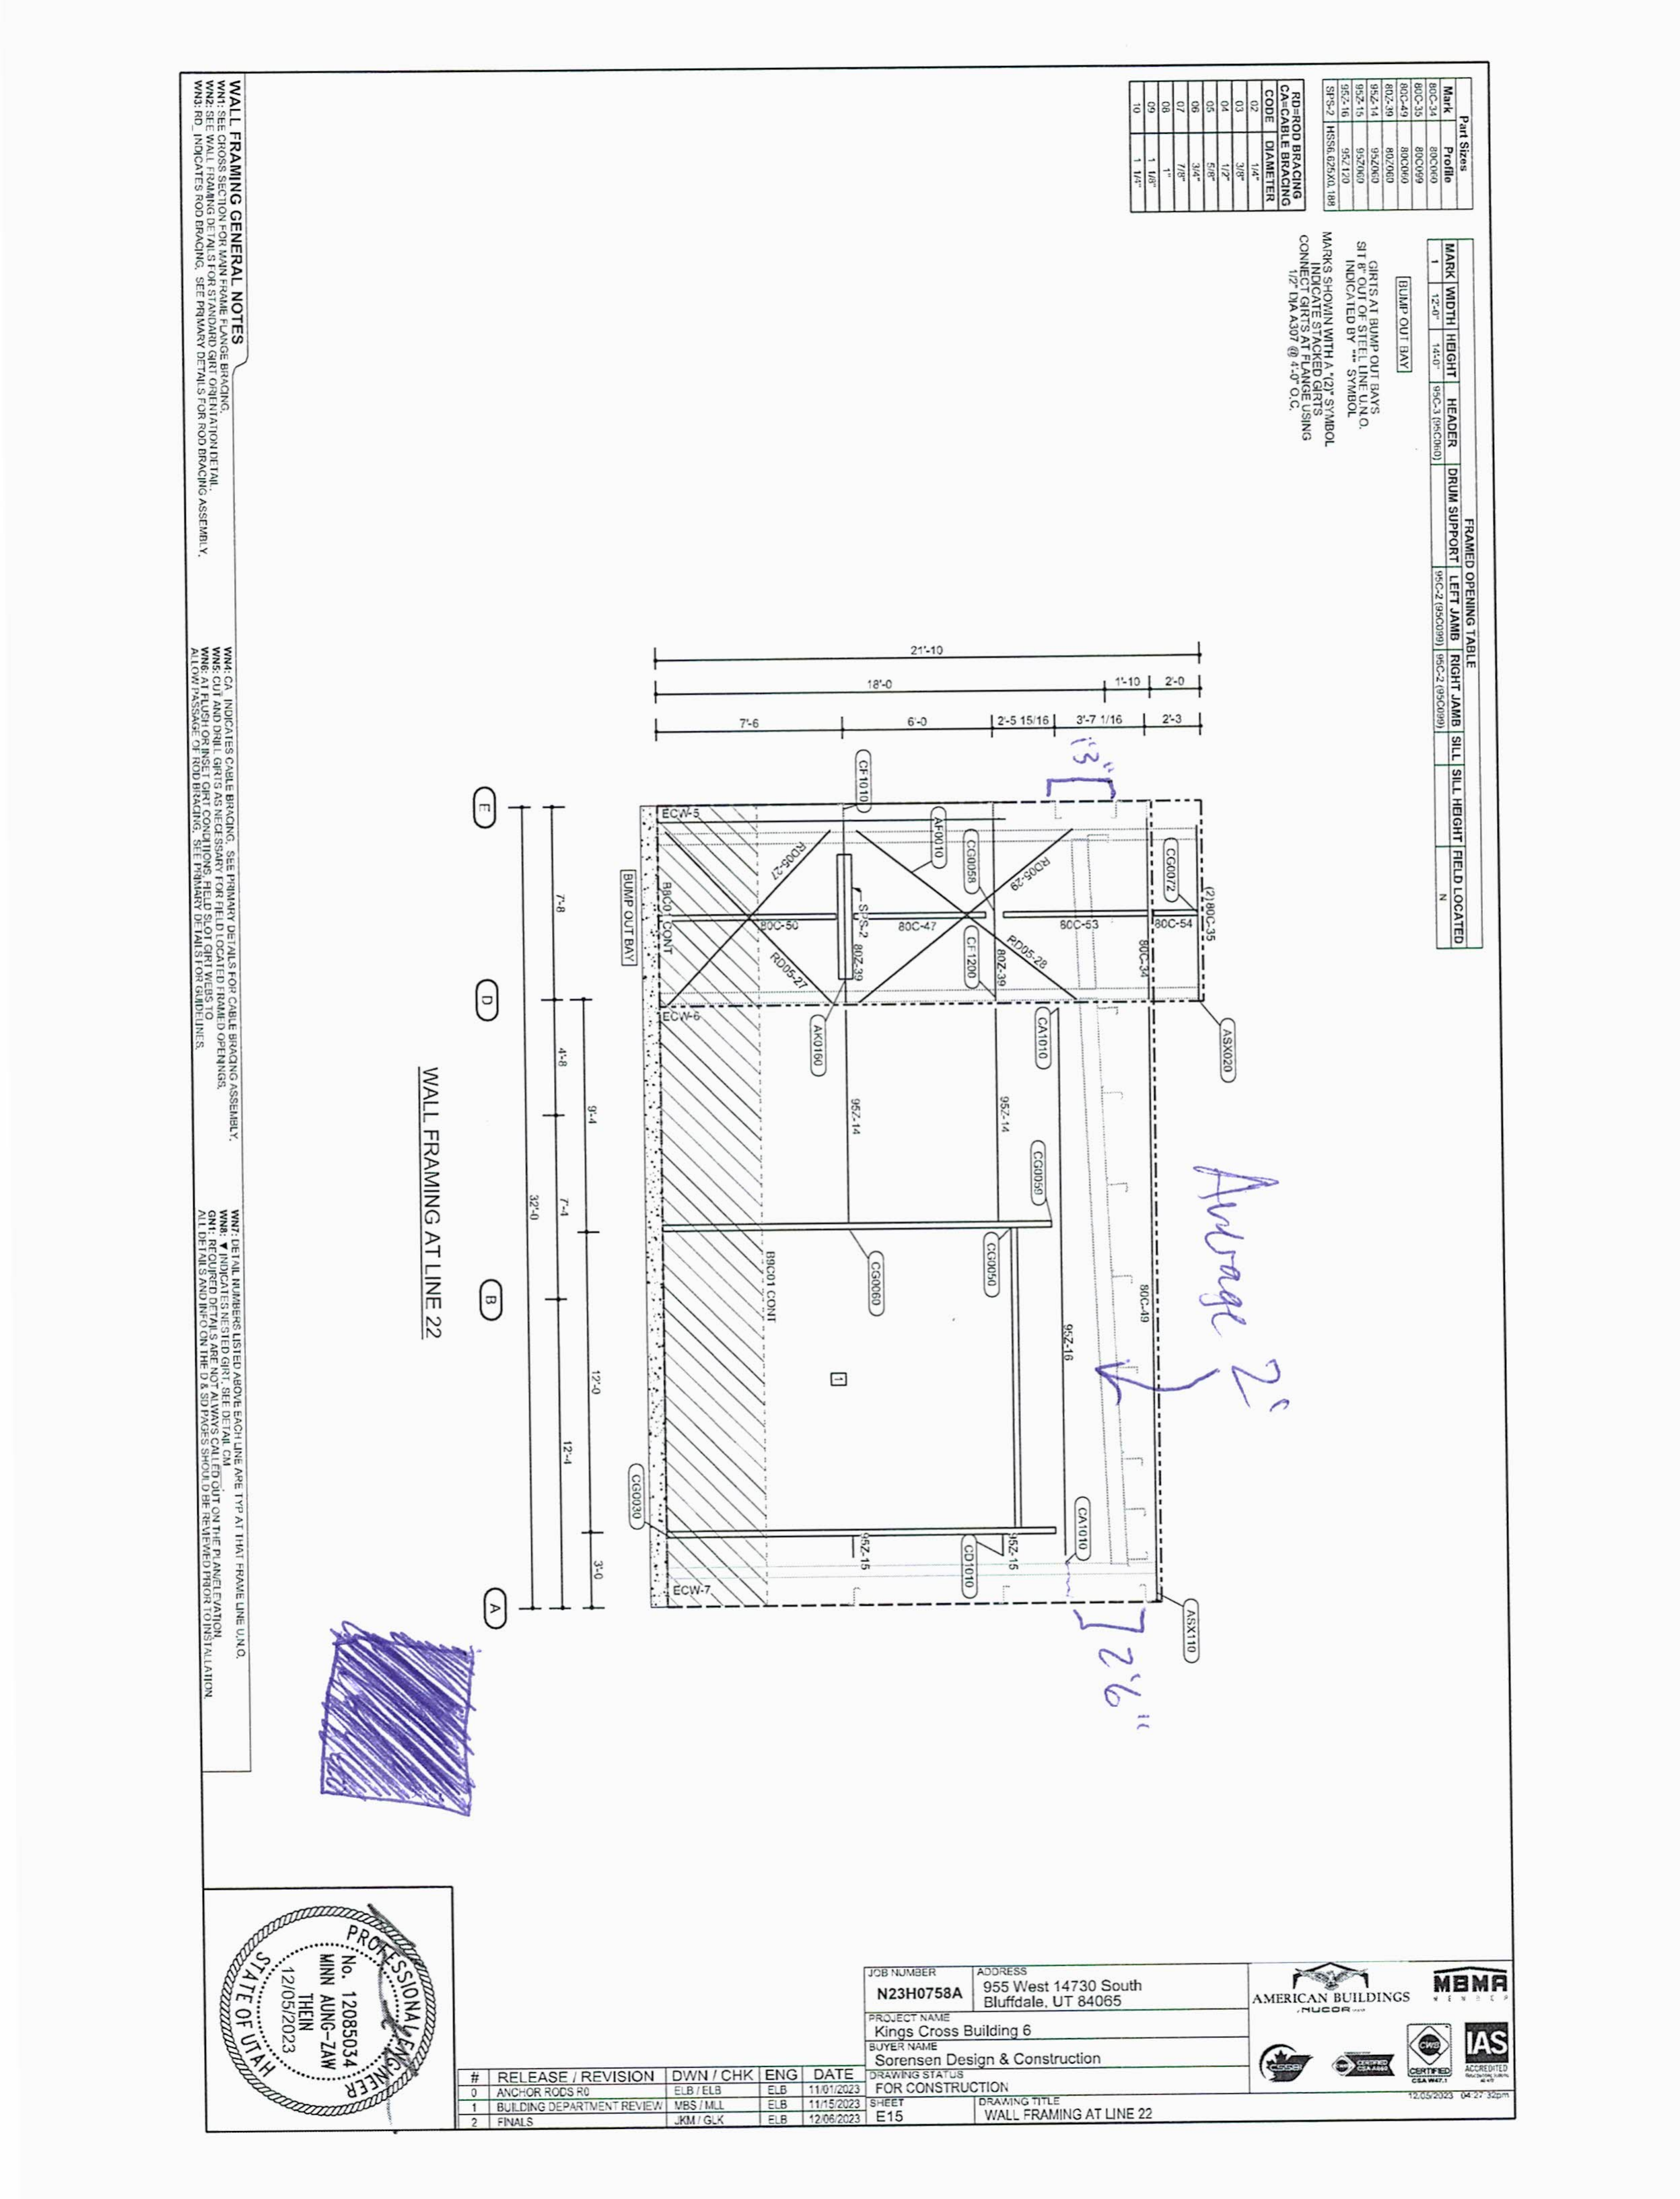 Part Sizes
Mark Profile
80C-34 80C060
80C-35 80C099
80C-49 80C060
80Z-39 80Z060
95Z-14 95Z060
95Z-15 95Z060
95Z-16 95Z120
SPS-2 HSS6.625X0.188
RD=ROD BRACING
CA=CABLE BRACING
CODE DIAMETER
02 1/4"
03 3/8"
04 1/2"
05 5/8"
06 3/4"
07 7/8"
08 1"
09 1 1/8"
10 1 1/4"
FRAMED OPENING TABLE
MARK WIDTH HEIGHT HEADER DRUM SUPPORT LEFT JAMB RIGHT JAMB SILL SILL HEIGHT FIELD LOCATED
1 12'-0" 14'-0" 95C-3 (95C060) 95C-2 (95C099) 95C-2 (95C099) N
BUMP OUT BAY
GIRTS AT BUMP OUT BAYS
SIT 8" OUT OF STEEL LINE U.N.O.
INDICATED BY "*" SYMBOL
MARKS SHOWN WITH A "(2)" SYMBOL
INDICATE STACKED GIRTS
CONNECT GIRTS AT FLANGE USING
1/2" DIA A307 @ 4'-0" O.C.
21'-10
18'-0
1'-10
2'-0
7'-6
6'-0
2'-5 15/16
3'-7 1/16
2'-3
1'3"
Average 2'
2'6"
(2)80C-35
CG0072
ASX020
80C-54
80C-34
80C-53
RD05-29
RD05-28
CG0058
CF1200
80Z-39
AF0010
80C-47
CF1010
SPS-2
80Z-39
AK0160
RD05-27
RD05-27
80C-50
B8C01 CONT
BUMP OUT BAY
ECW-5
ECW-6
ECW-7
CA1010
95Z-14
95Z-14
CG0059
CG0050
CG0060
B9C01 CONT
80C-49
95Z-16
1
CA1010
95Z-15
95Z-15
CD1010
CG0030
ASX110
9'-4
12'-0
3'-0
7'-8
4'-8
7'-4
12'-4
32'-0
E
D
B
A
WALL FRAMING AT LINE 22
WALL FRAMING GENERAL NOTES
WN1: SEE CROSS SECTION FOR MAIN FRAME FLANGE BRACING.
WN2: SEE WALL FRAMING DETAILS FOR STANDARD GIRT ORIENTATION DETAIL.
WN3: RD_ INDICATES ROD BRACING. SEE PRIMARY DETAILS FOR ROD BRACING ASSEMBLY.
WN4: CA_ INDICATES CABLE BRACING. SEE PRIMARY DETAILS FOR CABLE BRACING ASSEMBLY.
WN5: CUT AND DRILL GIRTS AS NECESSARY FOR FIELD LOCATED FRAMED OPENINGS.
WN6: AT FLUSH OR INSET GIRT CONDITIONS, FIELD SLOT GIRT WEBS TO
ALLOW PASSAGE OF ROD BRACING. SEE PRIMARY DETAILS FOR GUIDELINES.
WN7: DETAIL NUMBERS LISTED ABOVE EACH LINE ARE TYP AT THAT FRAME LINE U.N.O.
WN8: ▼ INDICATES NESTED GIRT. SEE DETAIL CM_
GN1: REQUIRED DETAILS ARE NOT ALWAYS CALLED OUT ON THE PLAN/ELEVATION.
ALL DETAILS AND INFO ON THE D & SD PAGES SHOULD BE REVIEWED PRIOR TO INSTALLATION.
PROFESSIONAL ENGINEER
No. 12085034
MINN AUNG-ZAW
THEIN
12/05/2023
STATE OF UTAH
JOB NUMBER
N23H0758A
ADDRESS
955 West 14730 South
Bluffdale, UT 84065
PROJECT NAME
Kings Cross Building 6
BUYER NAME
Sorensen Design & Construction
DRAWING STATUS
FOR CONSTRUCTION
SHEET
E15
DRAWING TITLE
WALL FRAMING AT LINE 22
# RELEASE / REVISION DWN / CHK ENG DATE
0 ANCHOR RODS R0 ELB / ELB ELB 11/01/2023
1 BUILDING DEPARTMENT REVIEW MBS / MLL ELB 11/15/2023
2 FINALS JKM / GLK ELB 12/06/2023
AMERICAN BUILDINGS
NUCOR
MBMA
MEMBER
IAS
ACCREDITED
CWB
CERTIFIED
CSA W47.1
12/05/2023 04:27:32pm